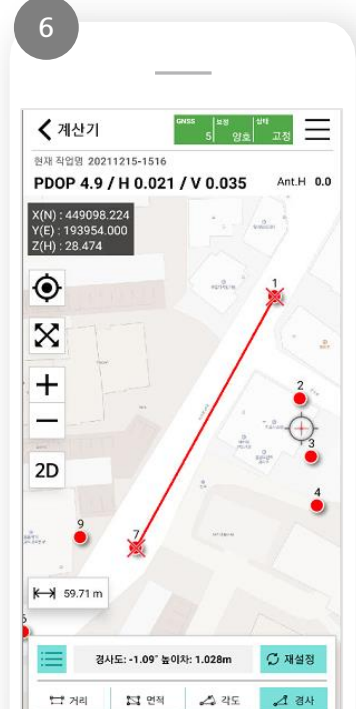 6
계산기
GNSS 보정 상태
5 양호 고정
현재 작업명 20211215-1516
PDOP 4.9 / H 0.021 / V 0.035 Ant.H 0.0
X(N) : 449098.224
Y(E) : 193954.000
Z(H) : 28.474
1
2
3
4
2D
9
7
59.71 m
경사도: -1.09˚ 높이차: 1.028m 재설정
거리 면적 각도 경사